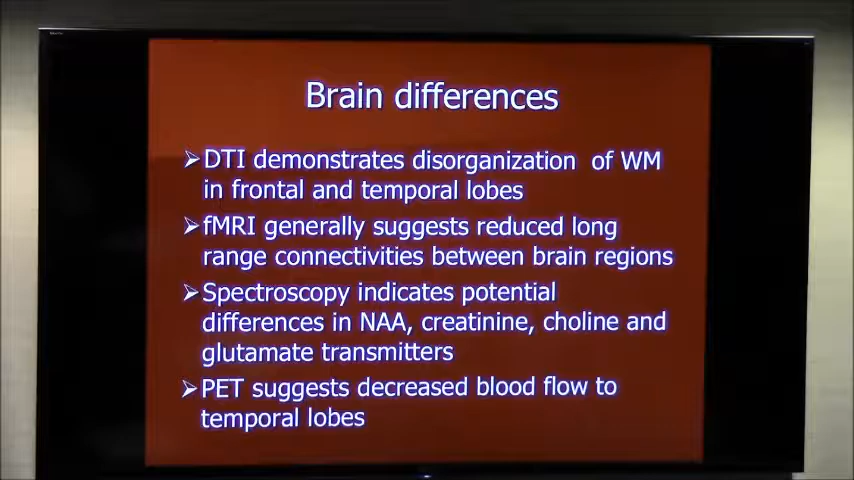 Brain differences
➢DTI demonstrates disorganization of WM
in frontal and temporal lobes
➢fMRI generally suggests reduced long
range connectivities between brain regions
➢Spectroscopy indicates potential
differences in NAA, creatinine, choline and
glutamate transmitters
➢PET suggests decreased blood flow to
temporal lobes